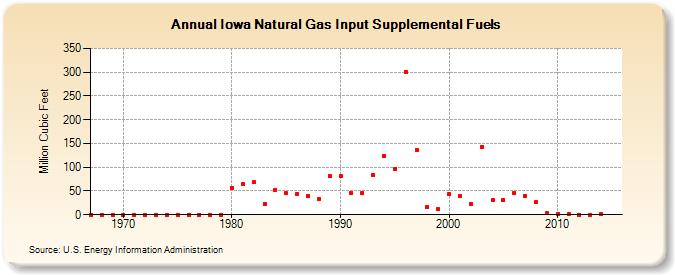 Annual Iowa Natural Gas Input Supplemental Fuels
Million Cubic Feet
350
300
250
200
150
100
50
0
1970 1980 1990 2000 2010
Source: U.S. Energy Information Administration